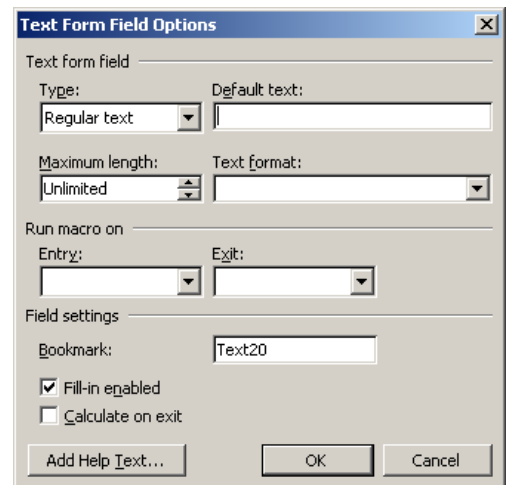 Text Form Field Options
Text form field
Type: Default text:
Regular text
Maximum length: Text format:
Unlimited
Run macro on
Entry: Exit:
Field settings
Bookmark: Text20
Fill-in enabled
Calculate on exit
Add Help Text... OK Cancel